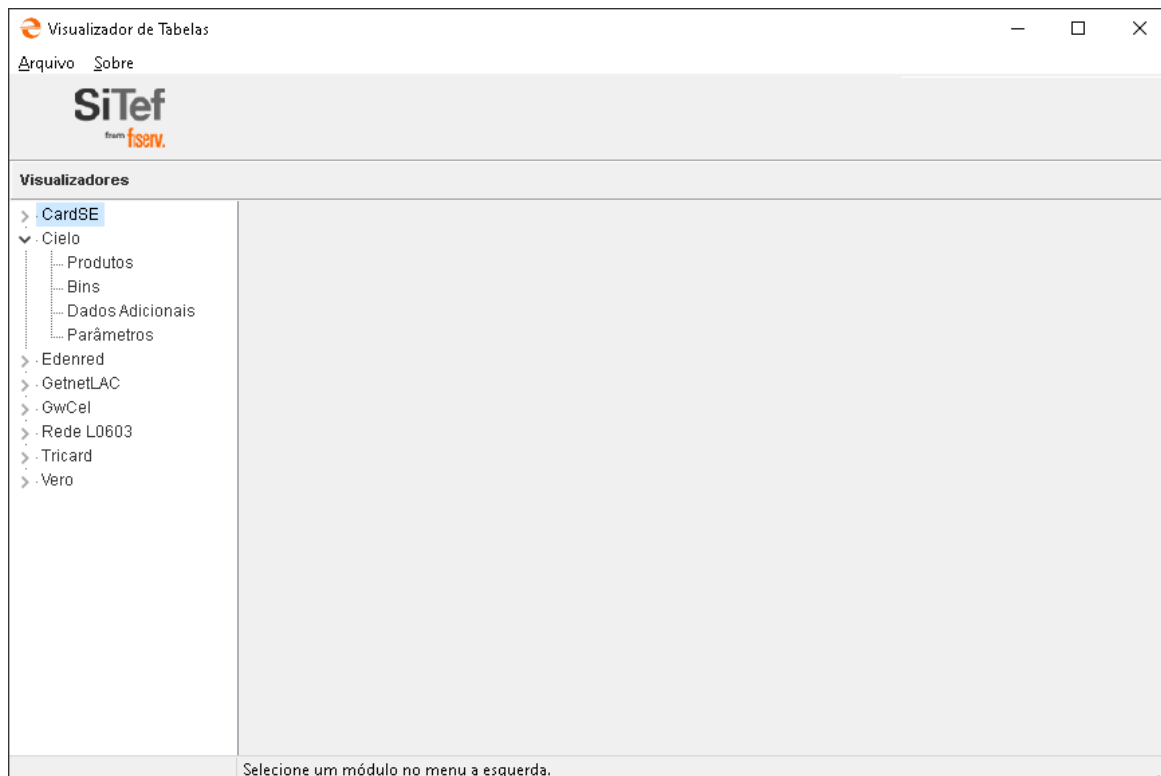 Visualizador de Tabelas
Arquivo Sobre
SiTef
from fiserv.
Visualizadores
CardSE
Cielo
Produtos
Bins
Dados Adicionais
Parâmetros
Edenred
GetnetLAC
GwCel
Rede L0603
Tricard
Vero
Selecione um módulo no menu a esquerda.